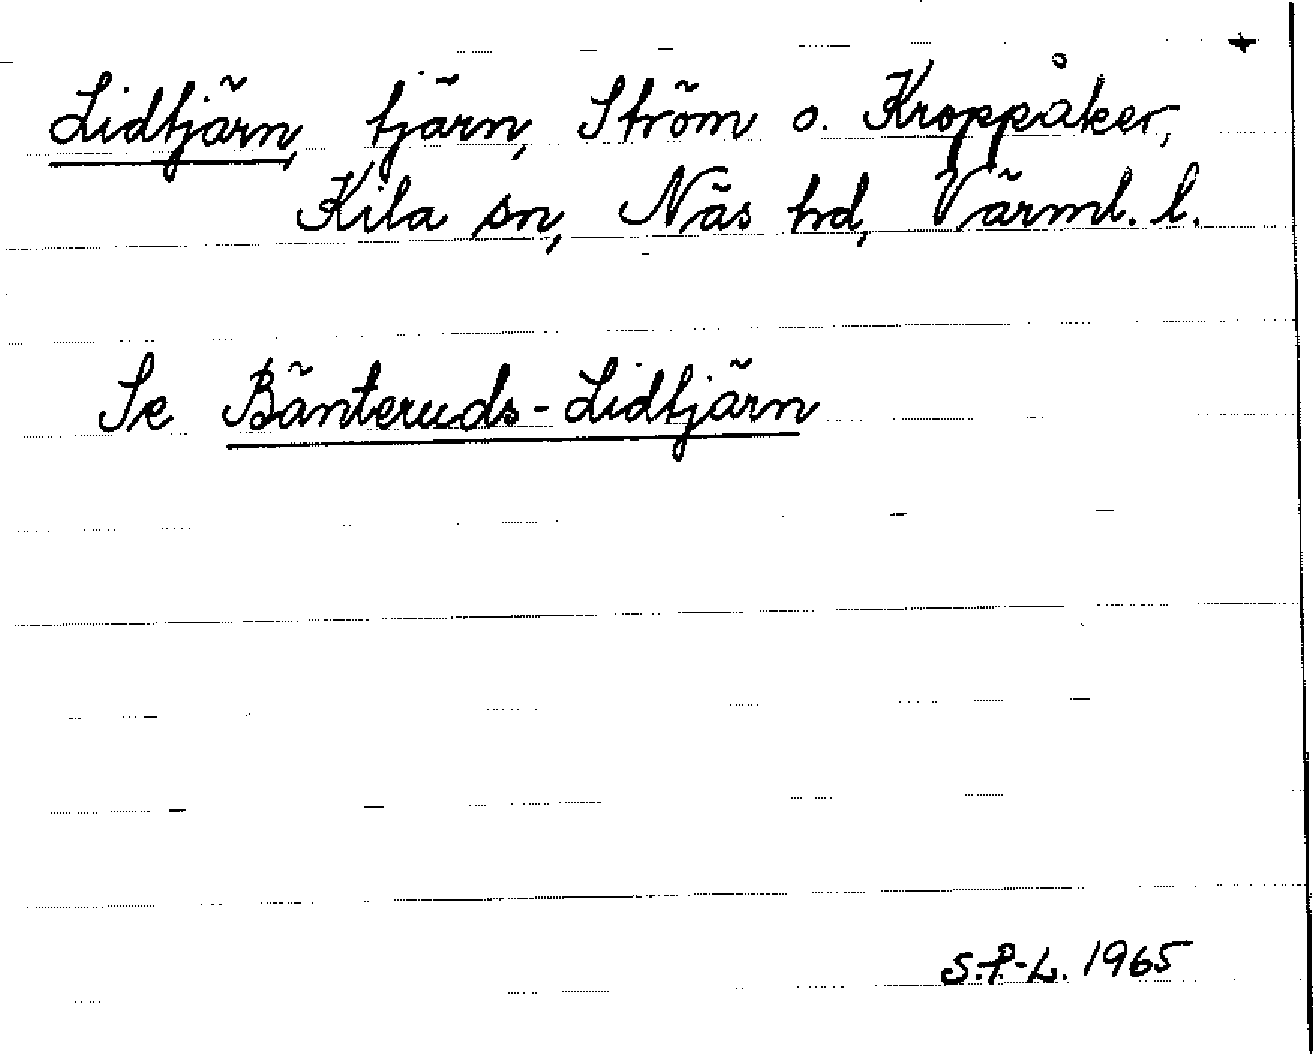 Lidtjärn, tjärn, Ström o. Kroppåker,
Kila sn, Näs hd, Värml. l.
Se Bänteruds-Lidtjärn
S.P-L. 1965